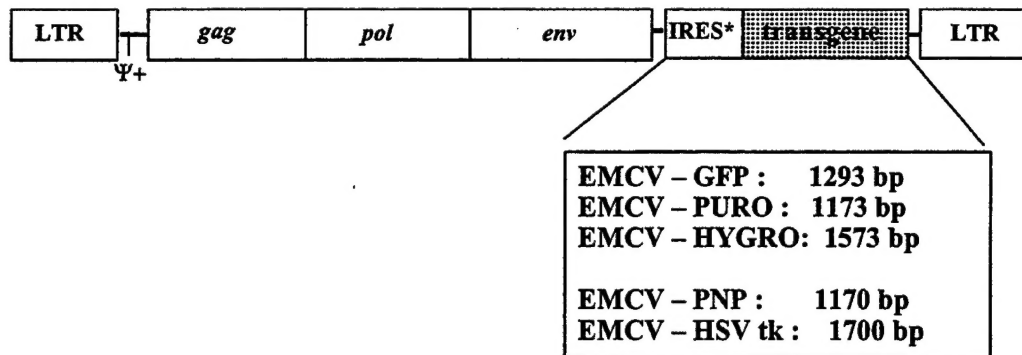 LTR gag pol env IRES* transgene LTR
Ψ+
EMCV – GFP : 1293 bp
EMCV – PURO : 1173 bp
EMCV – HYGRO: 1573 bp
EMCV – PNP : 1170 bp
EMCV – HSV tk : 1700 bp